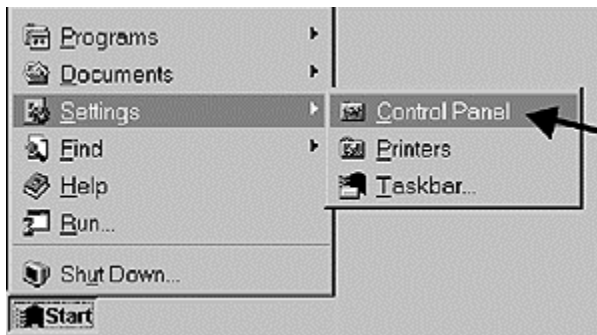 Programs
Documents
Settings
Control Panel
Find
Printers
Help
Taskbar...
Run...
Shut Down...
Start